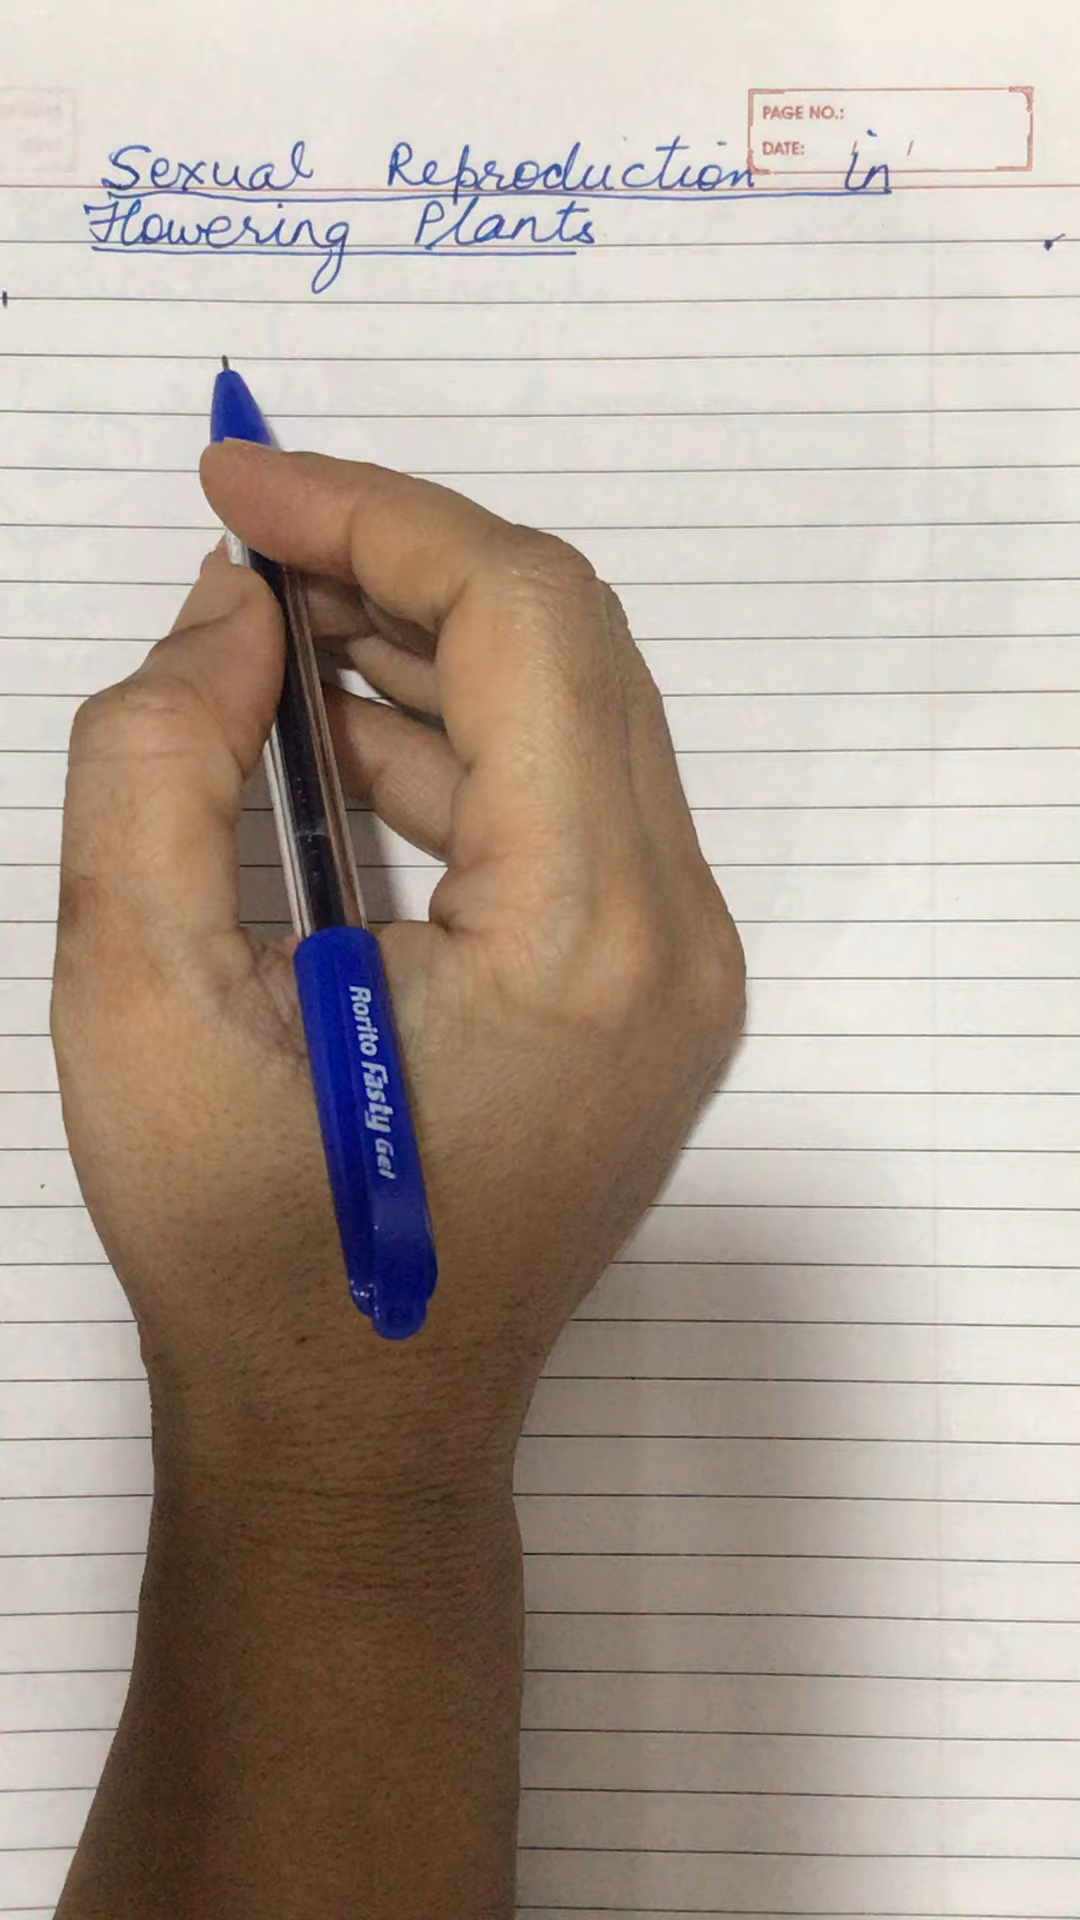 PAGE NO.:
DATE: / /
Sexual Reproduction in
Flowering Plants
Rorito Fasty Gel